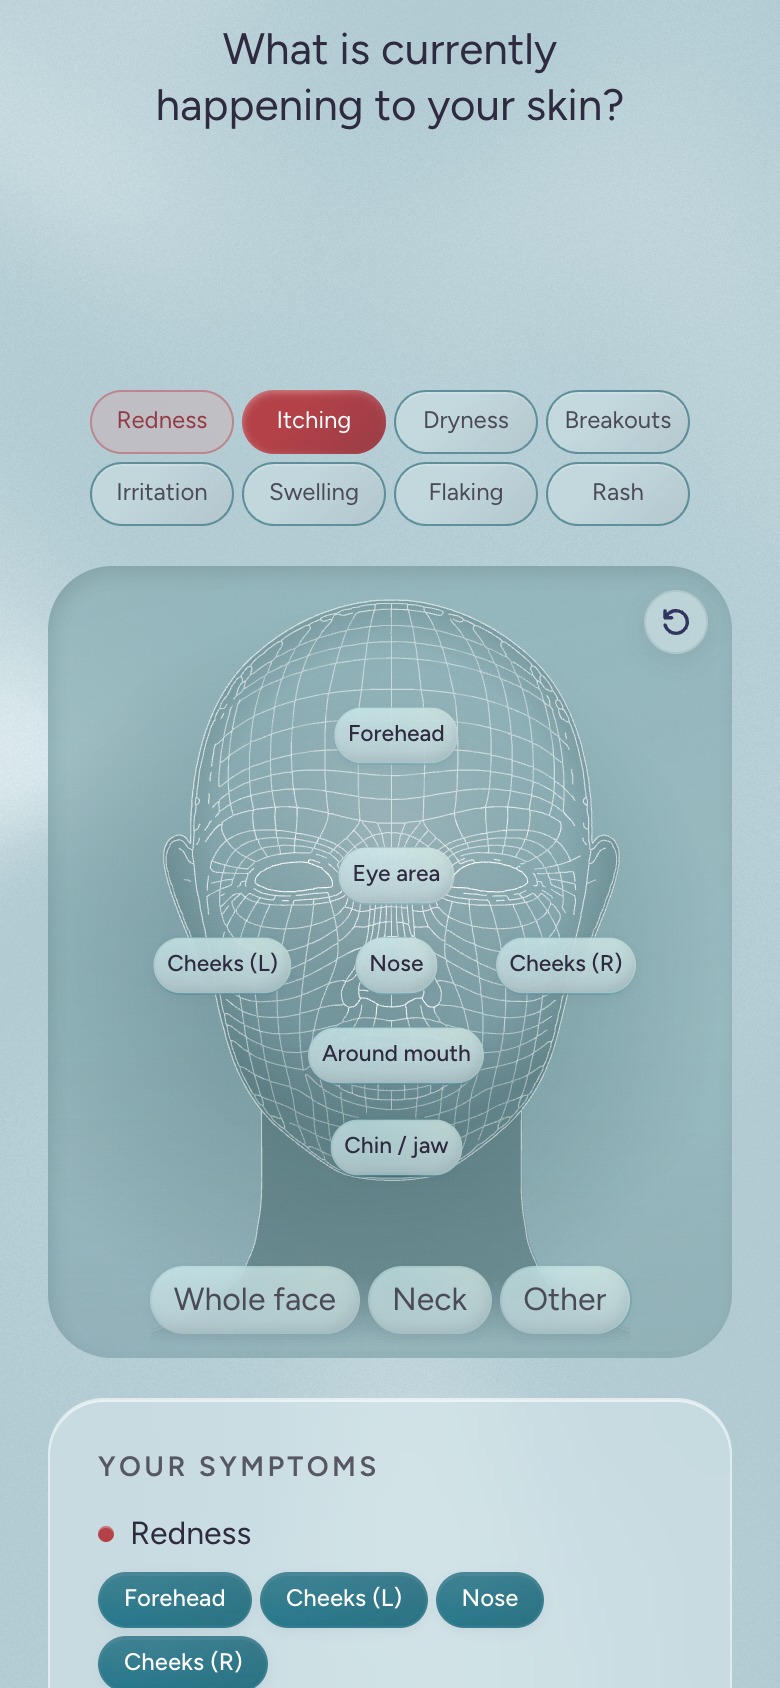 What is currently
happening to your skin?
Redness Itching Dryness Breakouts
Irritation Swelling Flaking Rash
Forehead
Eye area
Cheeks (L) Nose Cheeks (R)
Around mouth
Chin / jaw
Whole face Neck Other
YOUR SYMPTOMS
Redness
Forehead Cheeks (L) Nose
Cheeks (R)